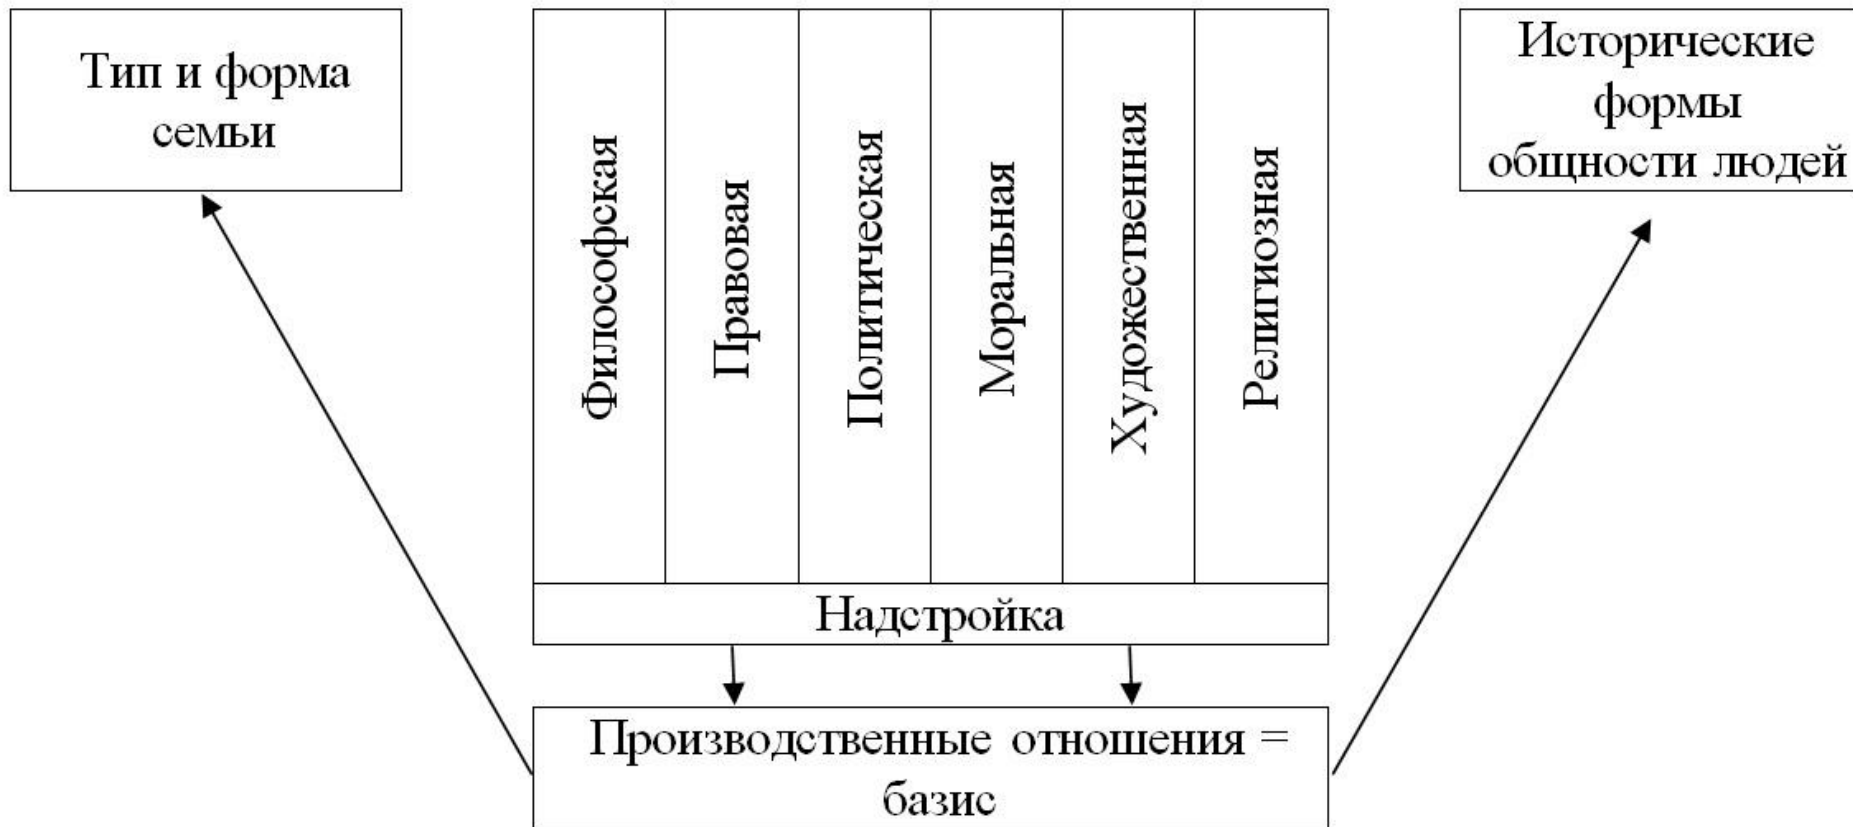 Тип и форма
семьи
Философская
Правовая
Политическая
Моральная
Художественная
Религиозная
Исторические
формы
общности людей
Надстройка
Производственные отношения =
базис